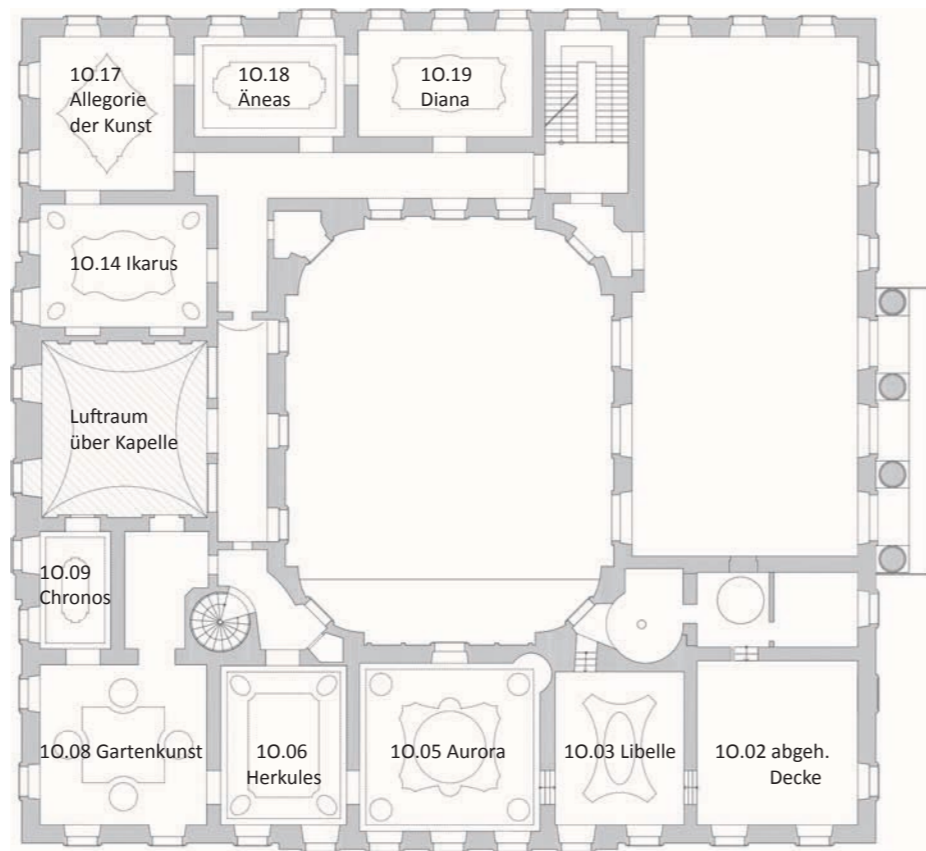 1O.17
Allegorie
der Kunst
1O.18
Äneas
1O.19
Diana
1O.14 Ikarus
Luftraum
über Kapelle
1O.09
Chronos
1O.08 Gartenkunst
1O.06
Herkules
1O.05 Aurora
1O.03 Libelle
1O.02 abgeh.
Decke